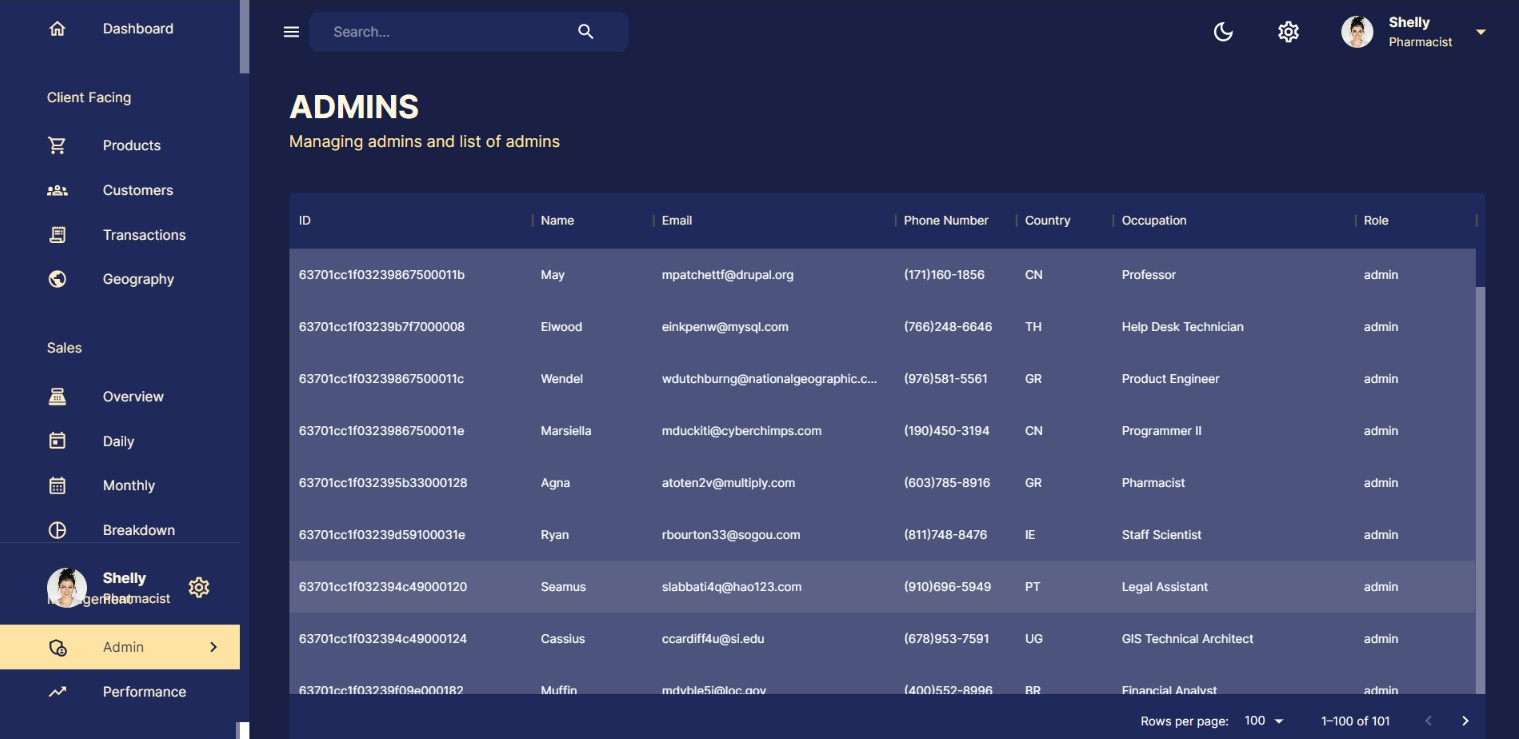 Dashboard
Client Facing
Products
Customers
Transactions
Geography
Sales
Overview
Daily
Monthly
Breakdown
Shelly
Pharmacist
Admin
Performance
Search...
Shelly
Pharmacist
ADMINS
Managing admins and list of admins
ID Name Email Phone Number Country Occupation Role
63701cc1f03239867500011b May mpatchettf@drupal.org (171)160-1856 CN Professor admin
63701cc1f03239b7f7000008 Elwood einkpenw@mysql.com (766)248-6646 TH Help Desk Technician admin
63701cc1f03239867500011c Wendel wdutchburng@nationalgeographic.c... (976)581-5561 GR Product Engineer admin
63701cc1f03239867500011e Marsiella mduckiti@cyberchimps.com (190)450-3194 CN Programmer II admin
63701cc1f032395b33000128 Agna atoten2v@multiply.com (603)785-8916 GR Pharmacist admin
63701cc1f03239d59100031e Ryan rbourton33@sogou.com (811)748-8476 IE Staff Scientist admin
63701cc1f032394c49000120 Seamus slabbati4q@hao123.com (910)696-5949 PT Legal Assistant admin
63701cc1f032394c49000124 Cassius ccardiff4u@si.edu (678)953-7591 UG GIS Technical Architect admin
63701cc1f03239f09e000182 Muffin mdyble5i@loc.gov (400)552-8996 BR Financial Analyst admin
Rows per page: 100 1–100 of 101